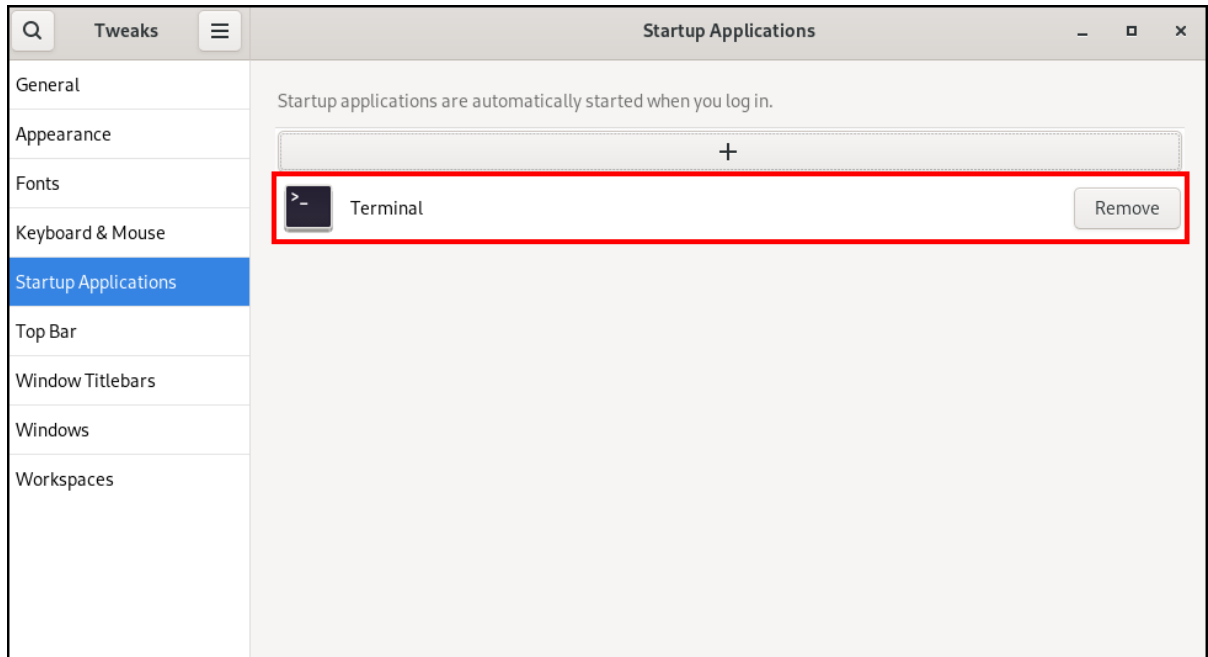 Tweaks
Startup Applications
General
Appearance
Fonts
Keyboard & Mouse
Startup Applications
Top Bar
Window Titlebars
Windows
Workspaces
Startup applications are automatically started when you log in.
+
>_
Terminal
Remove